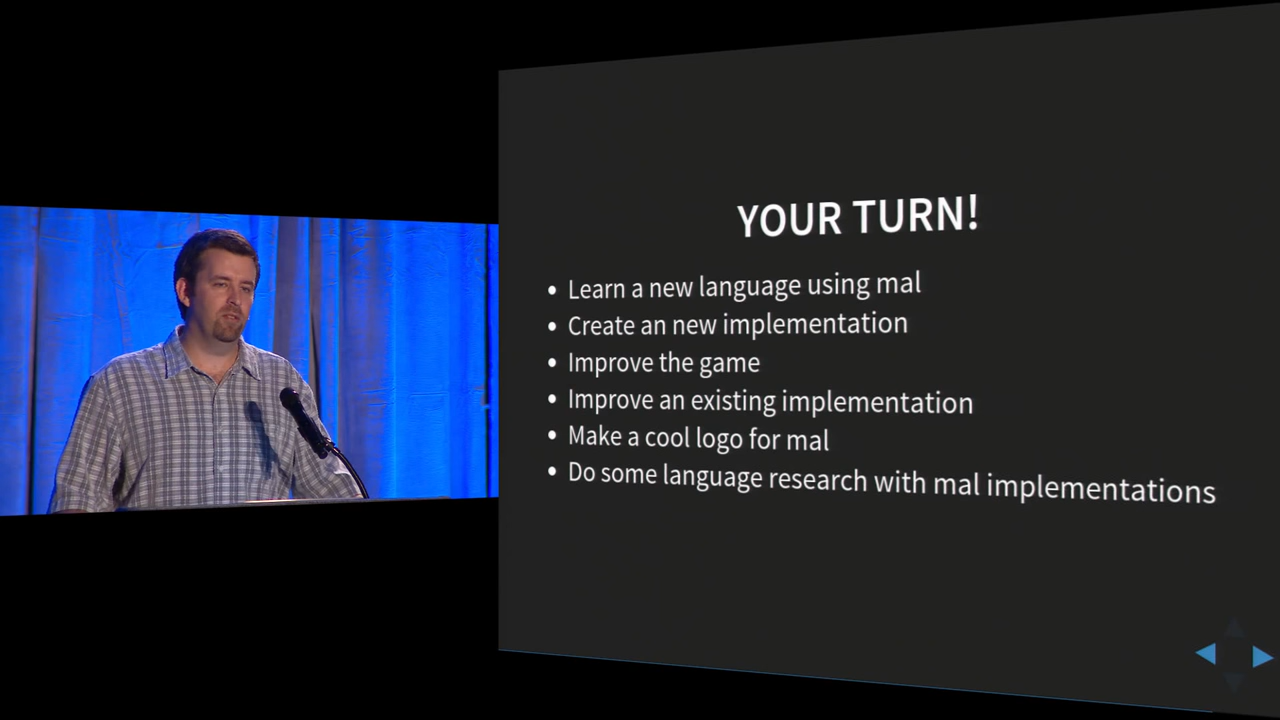 YOUR TURN!
• Learn a new language using mal
• Create an new implementation
• Improve the game
• Improve an existing implementation
• Make a cool logo for mal
• Do some language research with mal implementations